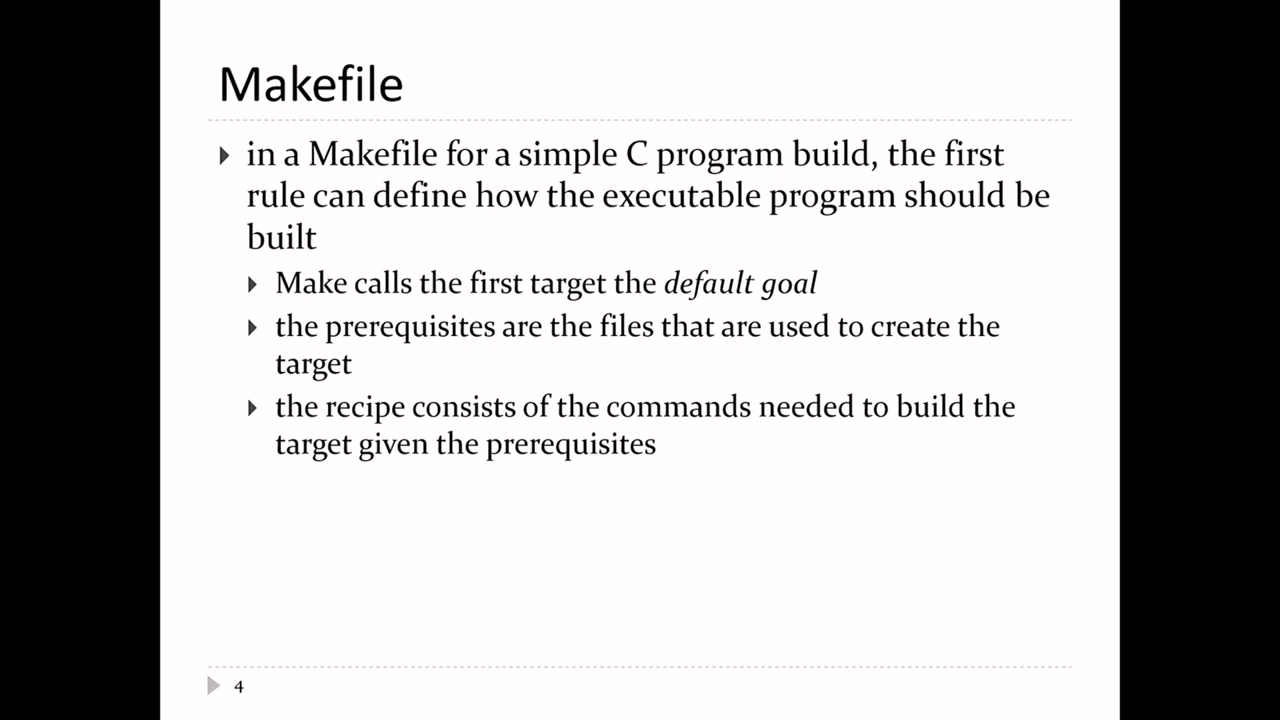 Makefile
in a Makefile for a simple C program build, the first
rule can define how the executable program should be
built
Make calls the first target the default goal
the prerequisites are the files that are used to create the
target
the recipe consists of the commands needed to build the
target given the prerequisites
4